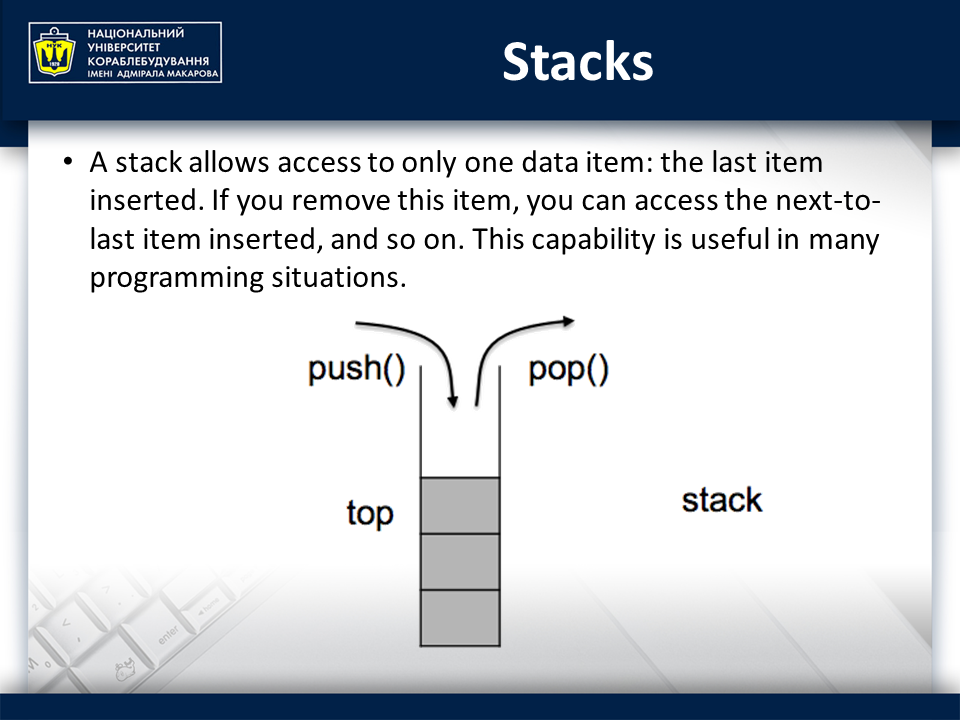 НАЦІОНАЛЬНИЙ
УНІВЕРСИТЕТ
КОРАБЛЕБУДУВАННЯ
ІМЕНІ АДМІРАЛА МАКАРОВА
НУК
1920
Stacks
• A stack allows access to only one data item: the last item
inserted. If you remove this item, you can access the next-to-
last item inserted, and so on. This capability is useful in many
programming situations.
push()
pop()
top
stack
enter